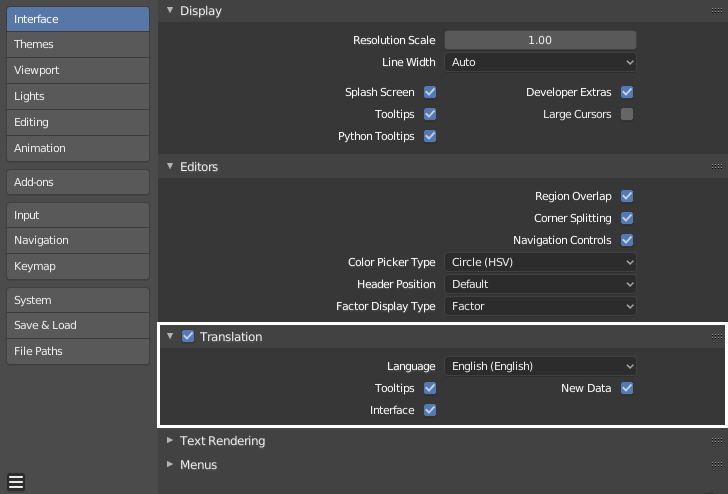 Interface
Themes
Viewport
Lights
Editing
Animation
Add-ons
Input
Navigation
Keymap
System
Save & Load
File Paths
Display
Resolution Scale 1.00
Line Width Auto
Splash Screen Developer Extras
Tooltips Large Cursors
Python Tooltips
Editors
Region Overlap
Corner Splitting
Navigation Controls
Color Picker Type Circle (HSV)
Header Position Default
Factor Display Type Factor
Translation
Language English (English)
Tooltips New Data
Interface
Text Rendering
Menus